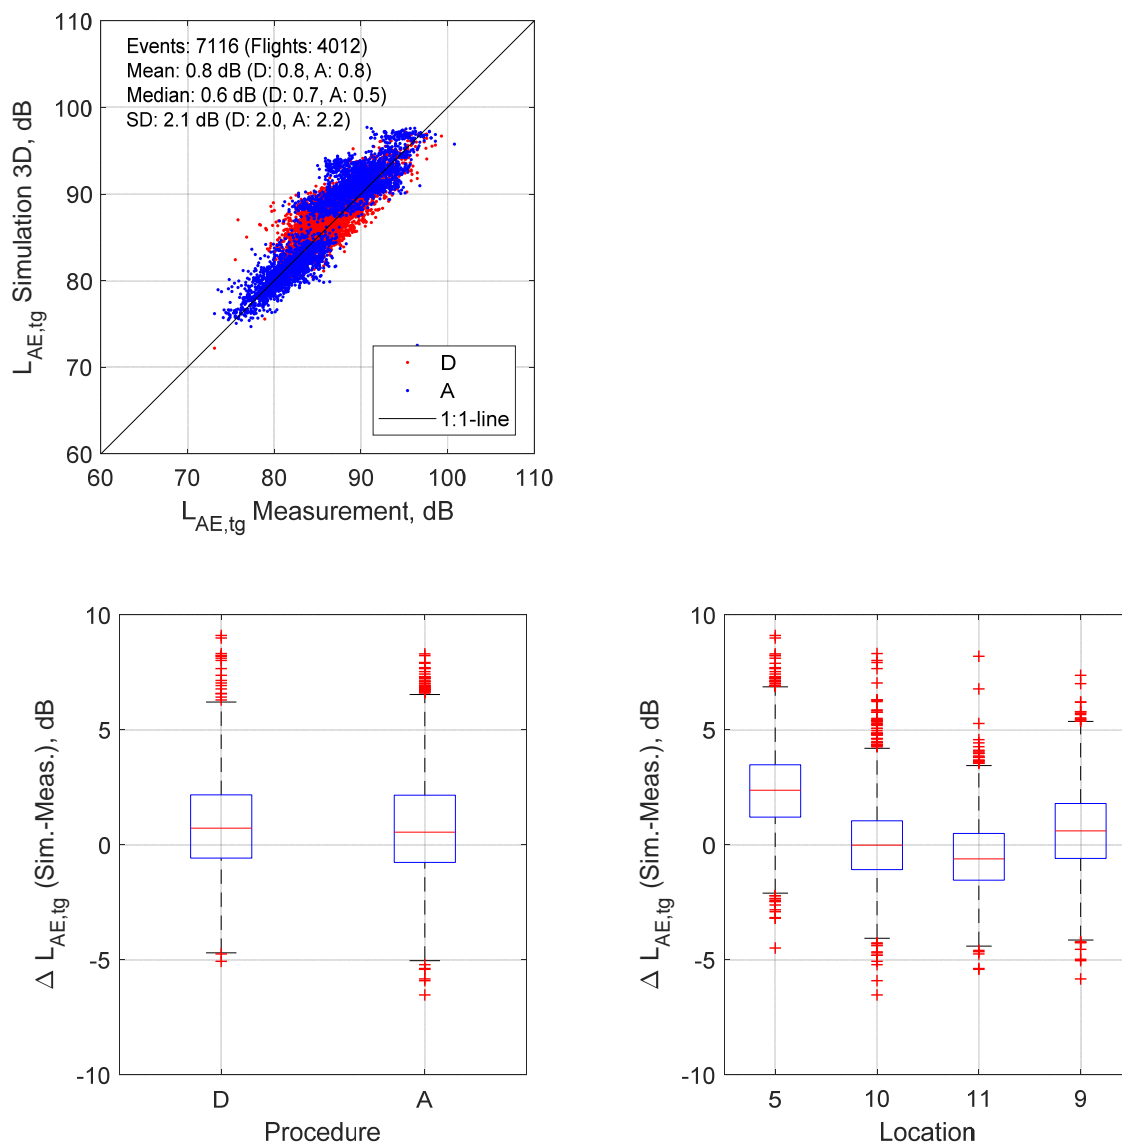 110
100
90
80
70
60
60
70
80
90
100
110
L_AE,tg Simulation 3D, dB
L_AE,tg Measurement, dB
Events: 7116 (Flights: 4012)
Mean: 0.8 dB (D: 0.8, A: 0.8)
Median: 0.6 dB (D: 0.7, A: 0.5)
SD: 2.1 dB (D: 2.0, A: 2.2)
D
A
1:1-line
10
5
0
-5
-10
Δ L_AE,tg (Sim.-Meas.), dB
D
A
Procedure
10
5
0
-5
-10
Δ L_AE,tg (Sim.-Meas.), dB
5
10
11
9
Location